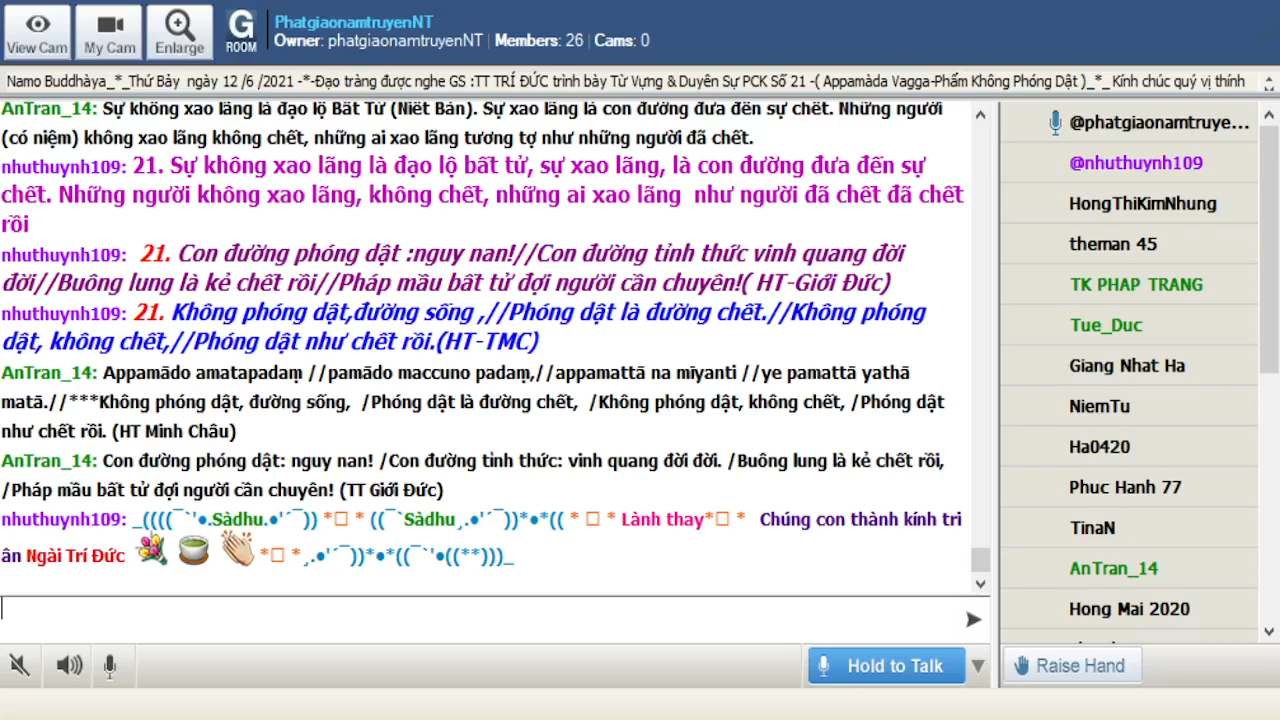 View Cam
My Cam
Enlarge
G
ROOM
PhatgiaonamtruyenNT
Owner: phatgiaonamtruyenNT | Members: 26 | Cams: 0
Namo Buddhàya_*_Thứ Bảy ngày 12 /6 /2021 -*-Đạo tràng được nghe GS :TT TRÍ ĐỨC trình bày Từ Vựng & Duyên Sự PCK Số 21 -( Appamàda Vagga-Phẩm Không Phóng Dật )_*_ Kính chúc quý vị thính
AnTran_14: Sự không xao lãng là đạo lộ Bất Tử (Niết Bàn). Sự xao lãng là con đường đưa đến sự chết. Những người
(có niệm) không xao lãng không chết, những ai xao lãng tương tợ như những người đã chết.
nhuthuynh109: 21. Sự không xao lãng là đạo lộ bất tử, sự xao lãng, là con đường đưa đến sự
chết. Những người không xao lãng, không chết, những ai xao lãng như người đã chết đã chết
rồi
nhuthuynh109: 21. Con đường phóng dật :nguy nan!//Con đường tỉnh thức vinh quang đời
đời//Buông lung là kẻ chết rồi//Pháp mầu bất tử đợi người cần chuyên!( HT-Giới Đức)
nhuthuynh109: 21. Không phóng dật,đường sống ,//Phóng dật là đường chết.//Không phóng
dật, không chết,//Phóng dật như chết rồi.(HT-TMC)
AnTran_14: Appamādo amatapadaṃ //pamādo maccuno padaṃ,//appamattā na mīyanti //ye pamattā yathā
matā.//***Không phóng dật, đường sống, /Phóng dật là đường chết, /Không phóng dật, không chết, /Phóng dật
như chết rồi. (HT Minh Châu)
AnTran_14: Con đường phóng dật: nguy nan! /Con đường tỉnh thức: vinh quang đời đời. /Buông lung là kẻ chết rồi,
/Pháp mầu bất tử đợi người cần chuyên! (TT Giới Đức)
nhuthuynh109: _((((¯`'•.Sàdhu.•'´¯)) *□ * ((¯`Sàdhu¸.•'´¯))*•*(( * □ * Lành thay*□ * Chúng con thành kính tri
ân Ngài Trí Đức *□ *¸.•'´¯))*•*((¯`'•((**)))_
Hold to Talk
@phatgiaonamtruye...
@nhuthuynh109
HongThiKimNhung
theman 45
TK PHAP TRANG
Tue_Duc
Giang Nhat Ha
NiemTu
Ha0420
Phuc Hanh 77
TinaN
AnTran_14
Hong Mai 2020
Raise Hand